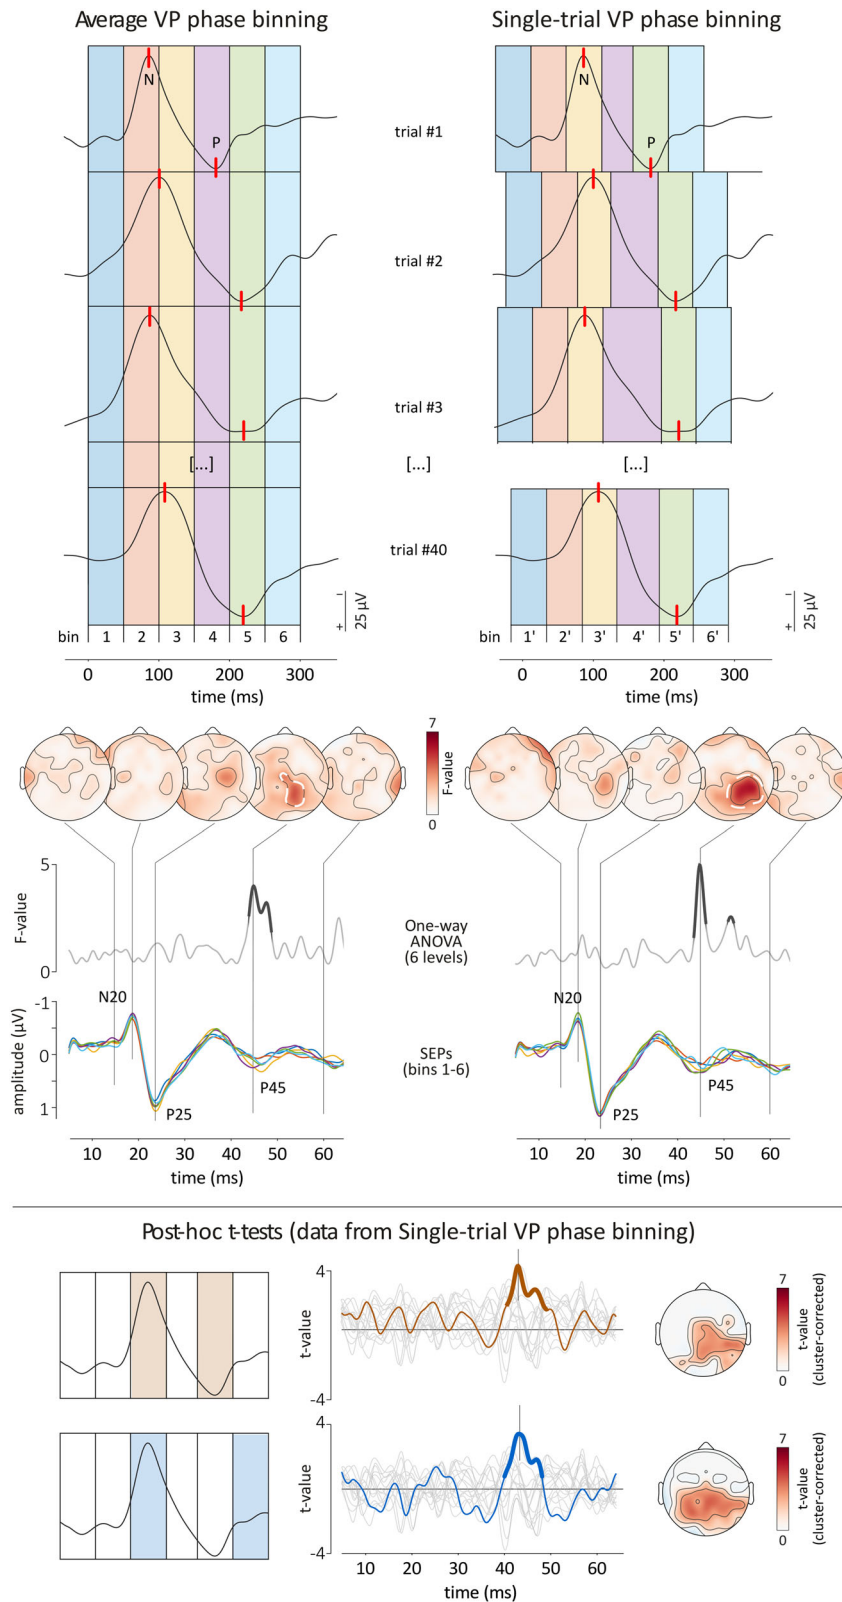 Average VP phase binning
Single-trial VP phase binning
N
P
N
P
trial #1
trial #2
trial #3
[...]
[...]
[...]
trial #40
25 µV
− +
25 µV
− +
bin 1 2 3 4 5 6
bin 1' 2' 3' 4' 5' 6'
0 100 200 300
time (ms)
0 100 200 300
time (ms)
7
F-value
0
5
F-value
0
One-way
ANOVA
(6 levels)
N20
-1
amplitude (µV)
0
1
P25
P45
SEPs
(bins 1-6)
N20
P25
P45
10 20 30 40 50 60
time (ms)
10 20 30 40 50 60
time (ms)
Post-hoc t-tests (data from Single-trial VP phase binning)
4
t-value
-4
7
t-value
(cluster-corrected)
0
4
t-value
-4
7
t-value
(cluster-corrected)
0
10 20 30 40 50 60
time (ms)